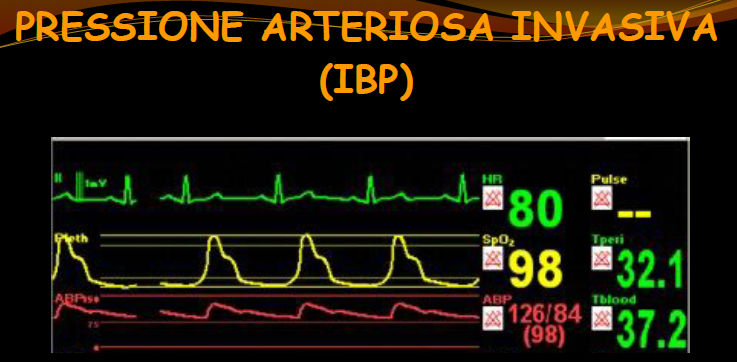 PRESSIONE ARTERIOSA INVASIVA
(IBP)
II 1mV
HR
80
Pulse
--
Pleth
SpO2
98
Tperi
32.1
ABP
75
ABP
126/84
(98)
Tblood
37.2